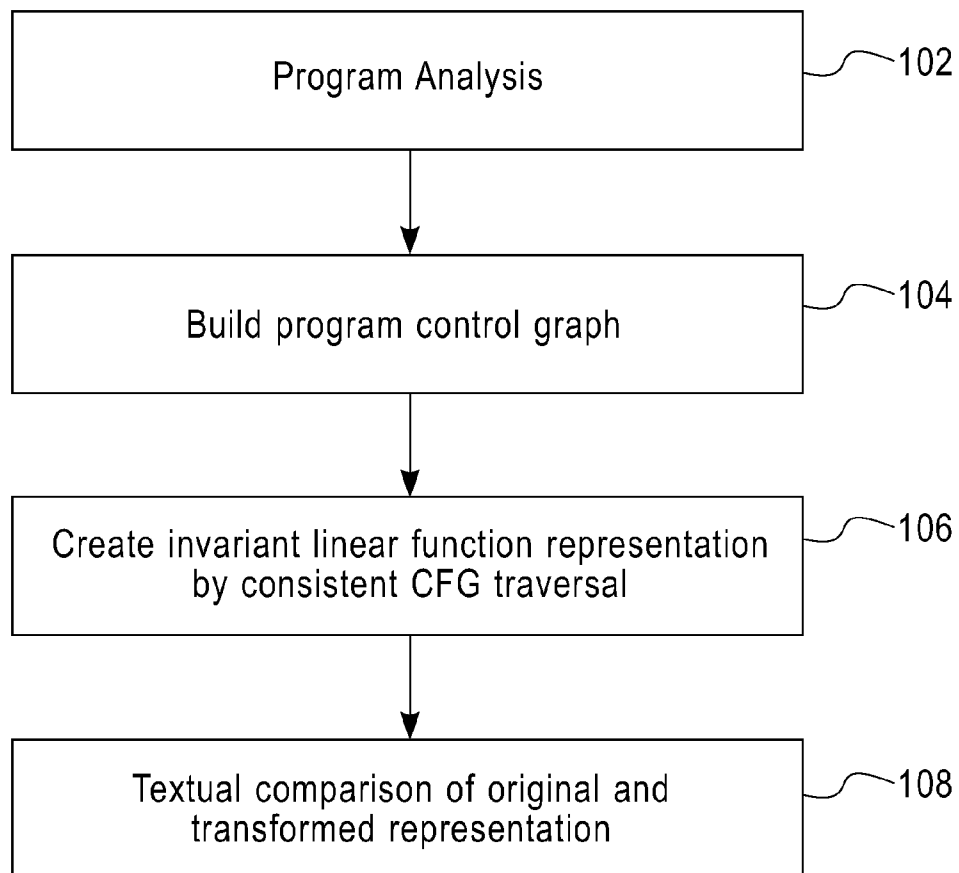 Program Analysis
102
Build program control graph
104
Create invariant linear function representation
by consistent CFG traversal
106
Textual comparison of original and
transformed representation
108